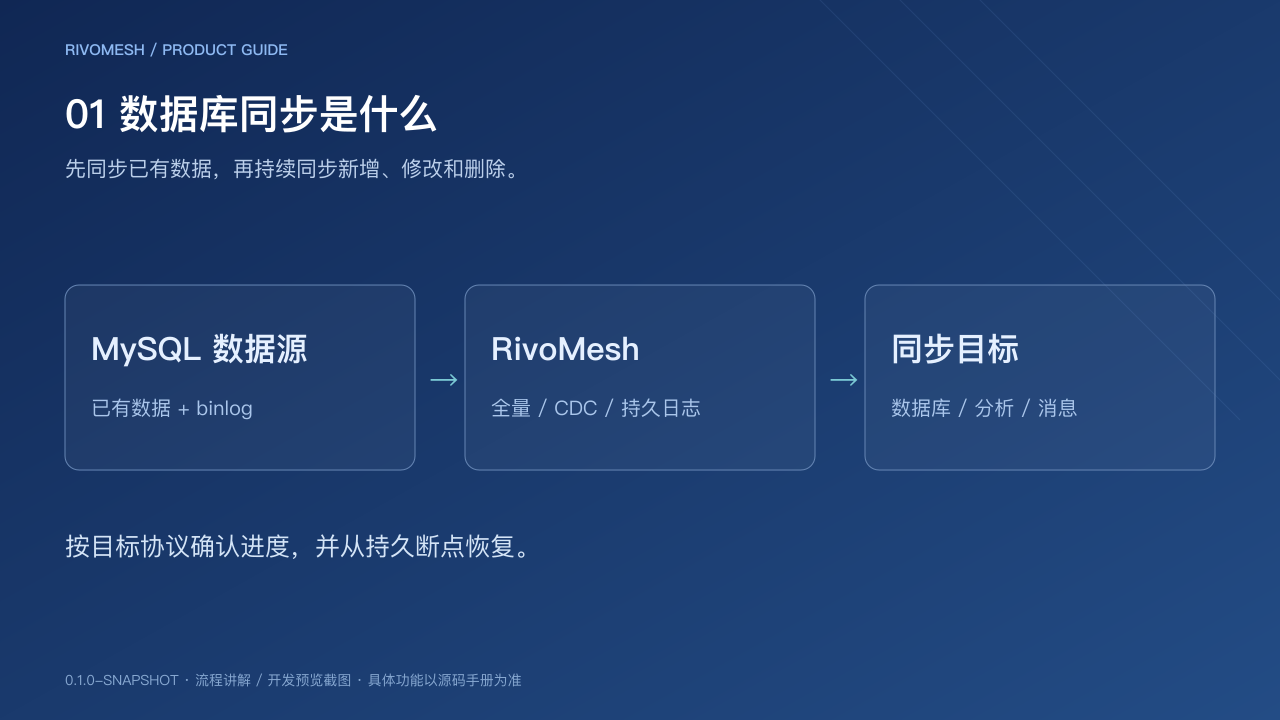 RIVOMESH / PRODUCT GUIDE
01 数据库同步是什么
先同步已有数据，再持续同步新增、修改和删除。
MySQL 数据源
已有数据 + binlog
→
RivoMesh
全量 / CDC / 持久日志
→
同步目标
数据库 / 分析 / 消息
按目标协议确认进度，并从持久断点恢复。
0.1.0-SNAPSHOT · 流程讲解 / 开发预览截图 · 具体功能以源码手册为准